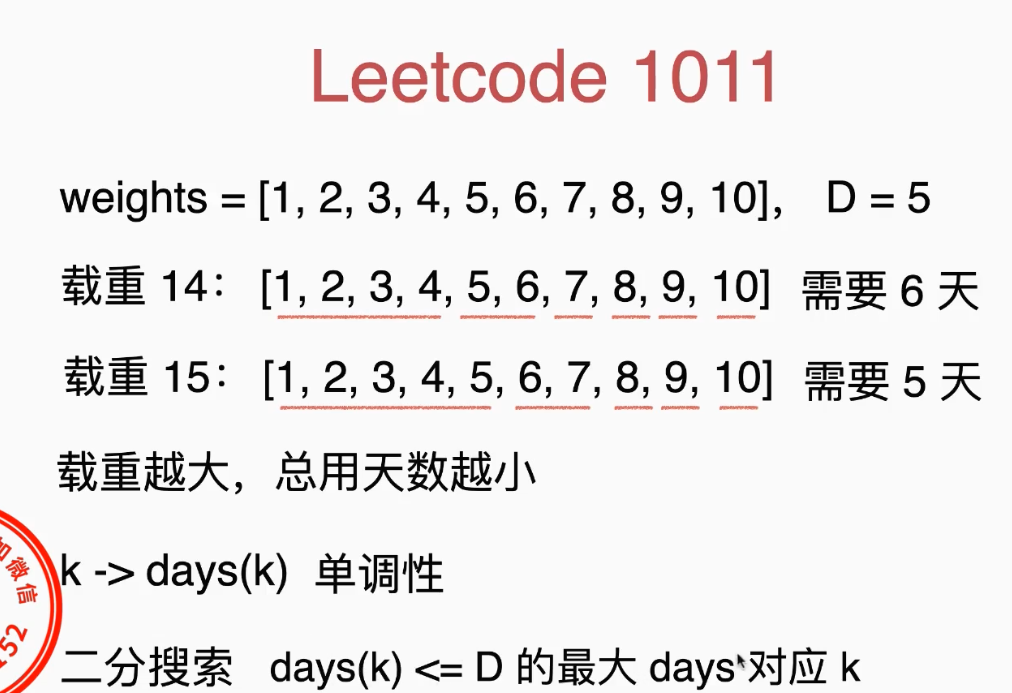 Leetcode 1011
weights = [1, 2, 3, 4, 5, 6, 7, 8, 9, 10], D = 5
载重 14： [1, 2, 3, 4, 5, 6, 7, 8, 9, 10] 需要 6 天
载重 15： [1, 2, 3, 4, 5, 6, 7, 8, 9, 10] 需要 5 天
载重越大，总用天数越小
k -> days(k) 单调性
加微信
152
二分搜索 days(k) <= D 的最大 days 对应 k